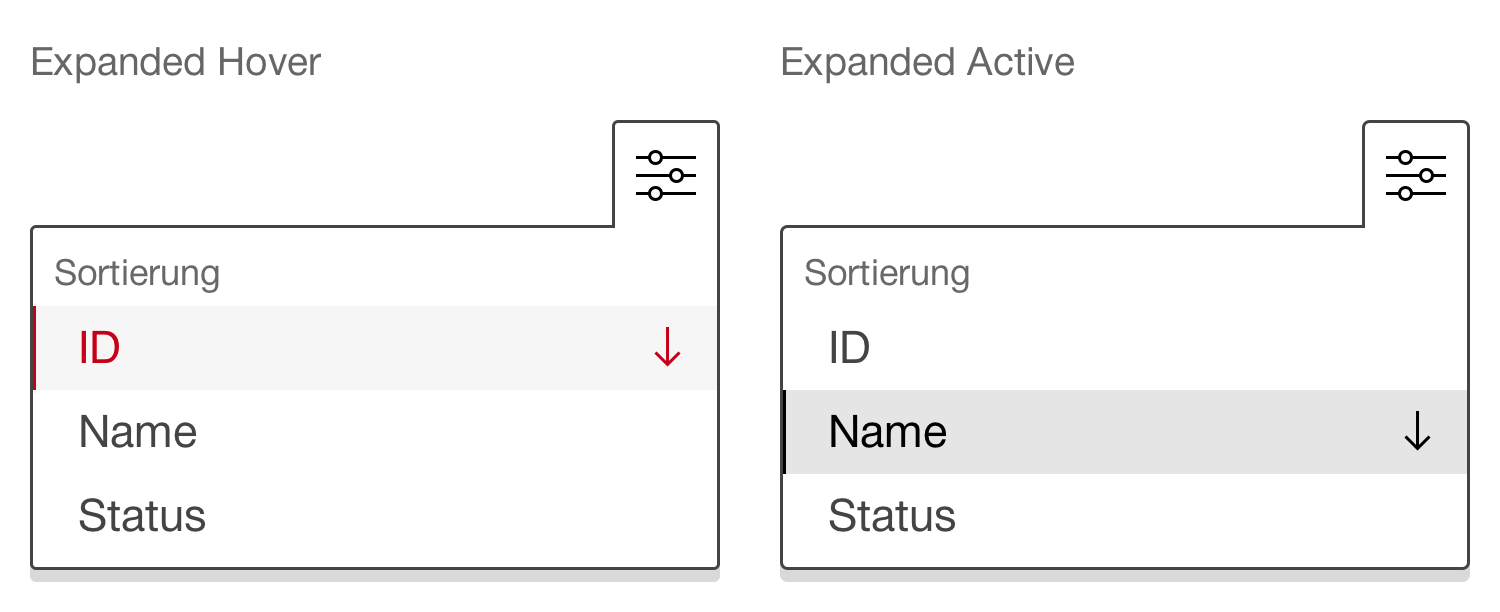 Expanded Hover
Sortierung
ID
Name
Status
Expanded Active
Sortierung
ID
Name
Status